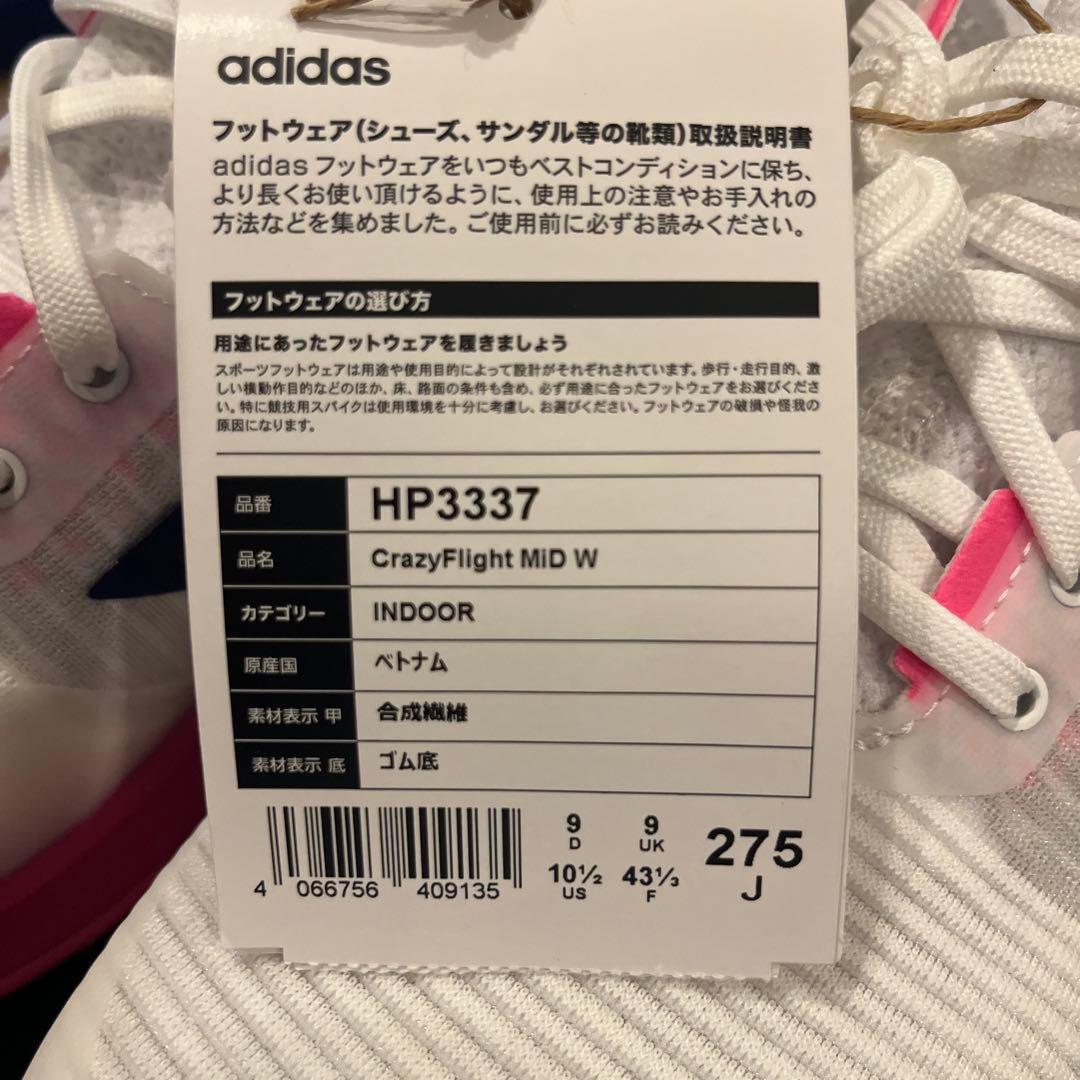 adidas
フットウェア(シューズ、サンダル等の靴類)取扱説明書
adidas フットウェアをいつもベストコンディションに保ち、
より長くお使い頂けるように、使用上の注意やお手入れの
方法などを集めました。ご使用前に必ずお読みください。
フットウェアの選び方
用途にあったフットウェアを履きましょう
スポーツフットウェアは用途や使用目的によって設計がそれぞれされています。歩行・走行目的、激
しい横動作目的などのほか、床、路面の条件も含め、必ず用途に合ったフットウェアをお選びくださ
い。特に競技用スパイクは使用環境を十分に考慮し、お選びください。フットウェアの破損や怪我の
原因になります。
品番 HP3337
品名 CrazyFlight MiD W
カテゴリー INDOOR
原産国 ベトナム
素材表示 甲 合成繊維
素材表示 底 ゴム底
9 9 275
D UK J
10½ 43⅓
US F
4 066756 409135